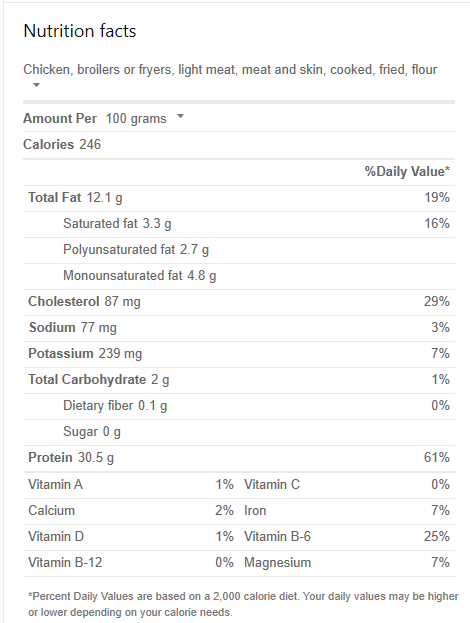 Nutrition facts
Chicken, broilers or fryers, light meat, meat and skin, cooked, fried, flour
Amount Per 100 grams
Calories 246
%Daily Value*
Total Fat 12.1 g 19%
Saturated fat 3.3 g 16%
Polyunsaturated fat 2.7 g
Monounsaturated fat 4.8 g
Cholesterol 87 mg 29%
Sodium 77 mg 3%
Potassium 239 mg 7%
Total Carbohydrate 2 g 1%
Dietary fiber 0.1 g 0%
Sugar 0 g
Protein 30.5 g 61%
Vitamin A 1% Vitamin C 0%
Calcium 2% Iron 7%
Vitamin D 1% Vitamin B-6 25%
Vitamin B-12 0% Magnesium 7%
*Percent Daily Values are based on a 2,000 calorie diet. Your daily values may be higher
or lower depending on your calorie needs.